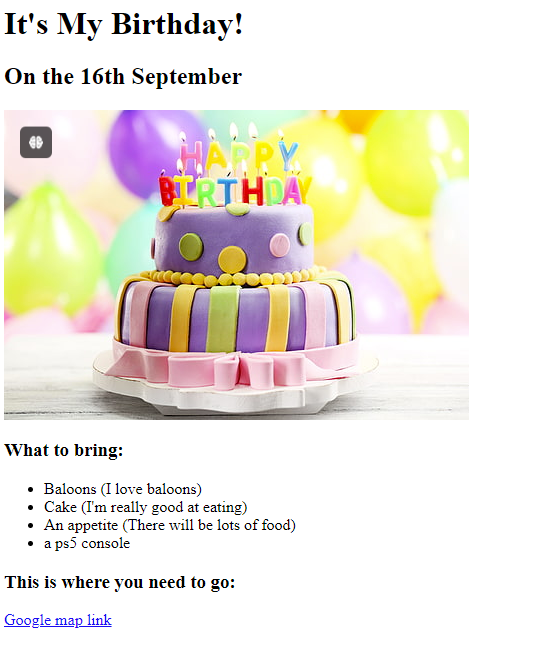 It's My Birthday!
On the 16th September
HAPPY
BIRTHDAY
What to bring:
Baloons (I love baloons)
Cake (I'm really good at eating)
An appetite (There will be lots of food)
a ps5 console
This is where you need to go:
Google map link